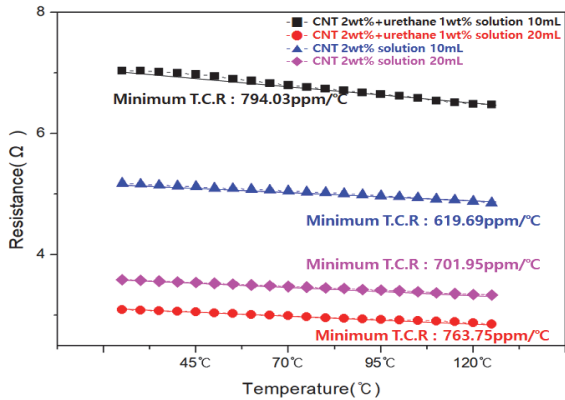 CNT 2wt%+urethane 1wt% solution 10mL
CNT 2wt%+urethane 1wt% solution 20mL
CNT 2wt% solution 10mL
CNT 2wt% solution 20mL
8
Minimum T.C.R : 794.03ppm/℃
6
Resistance( Ω )
Minimum T.C.R : 619.69ppm/℃
4
Minimum T.C.R : 701.95ppm/℃
Minimum T.C.R : 763.75ppm/℃
45℃ 70℃ 95℃ 120℃
Temperature(℃)